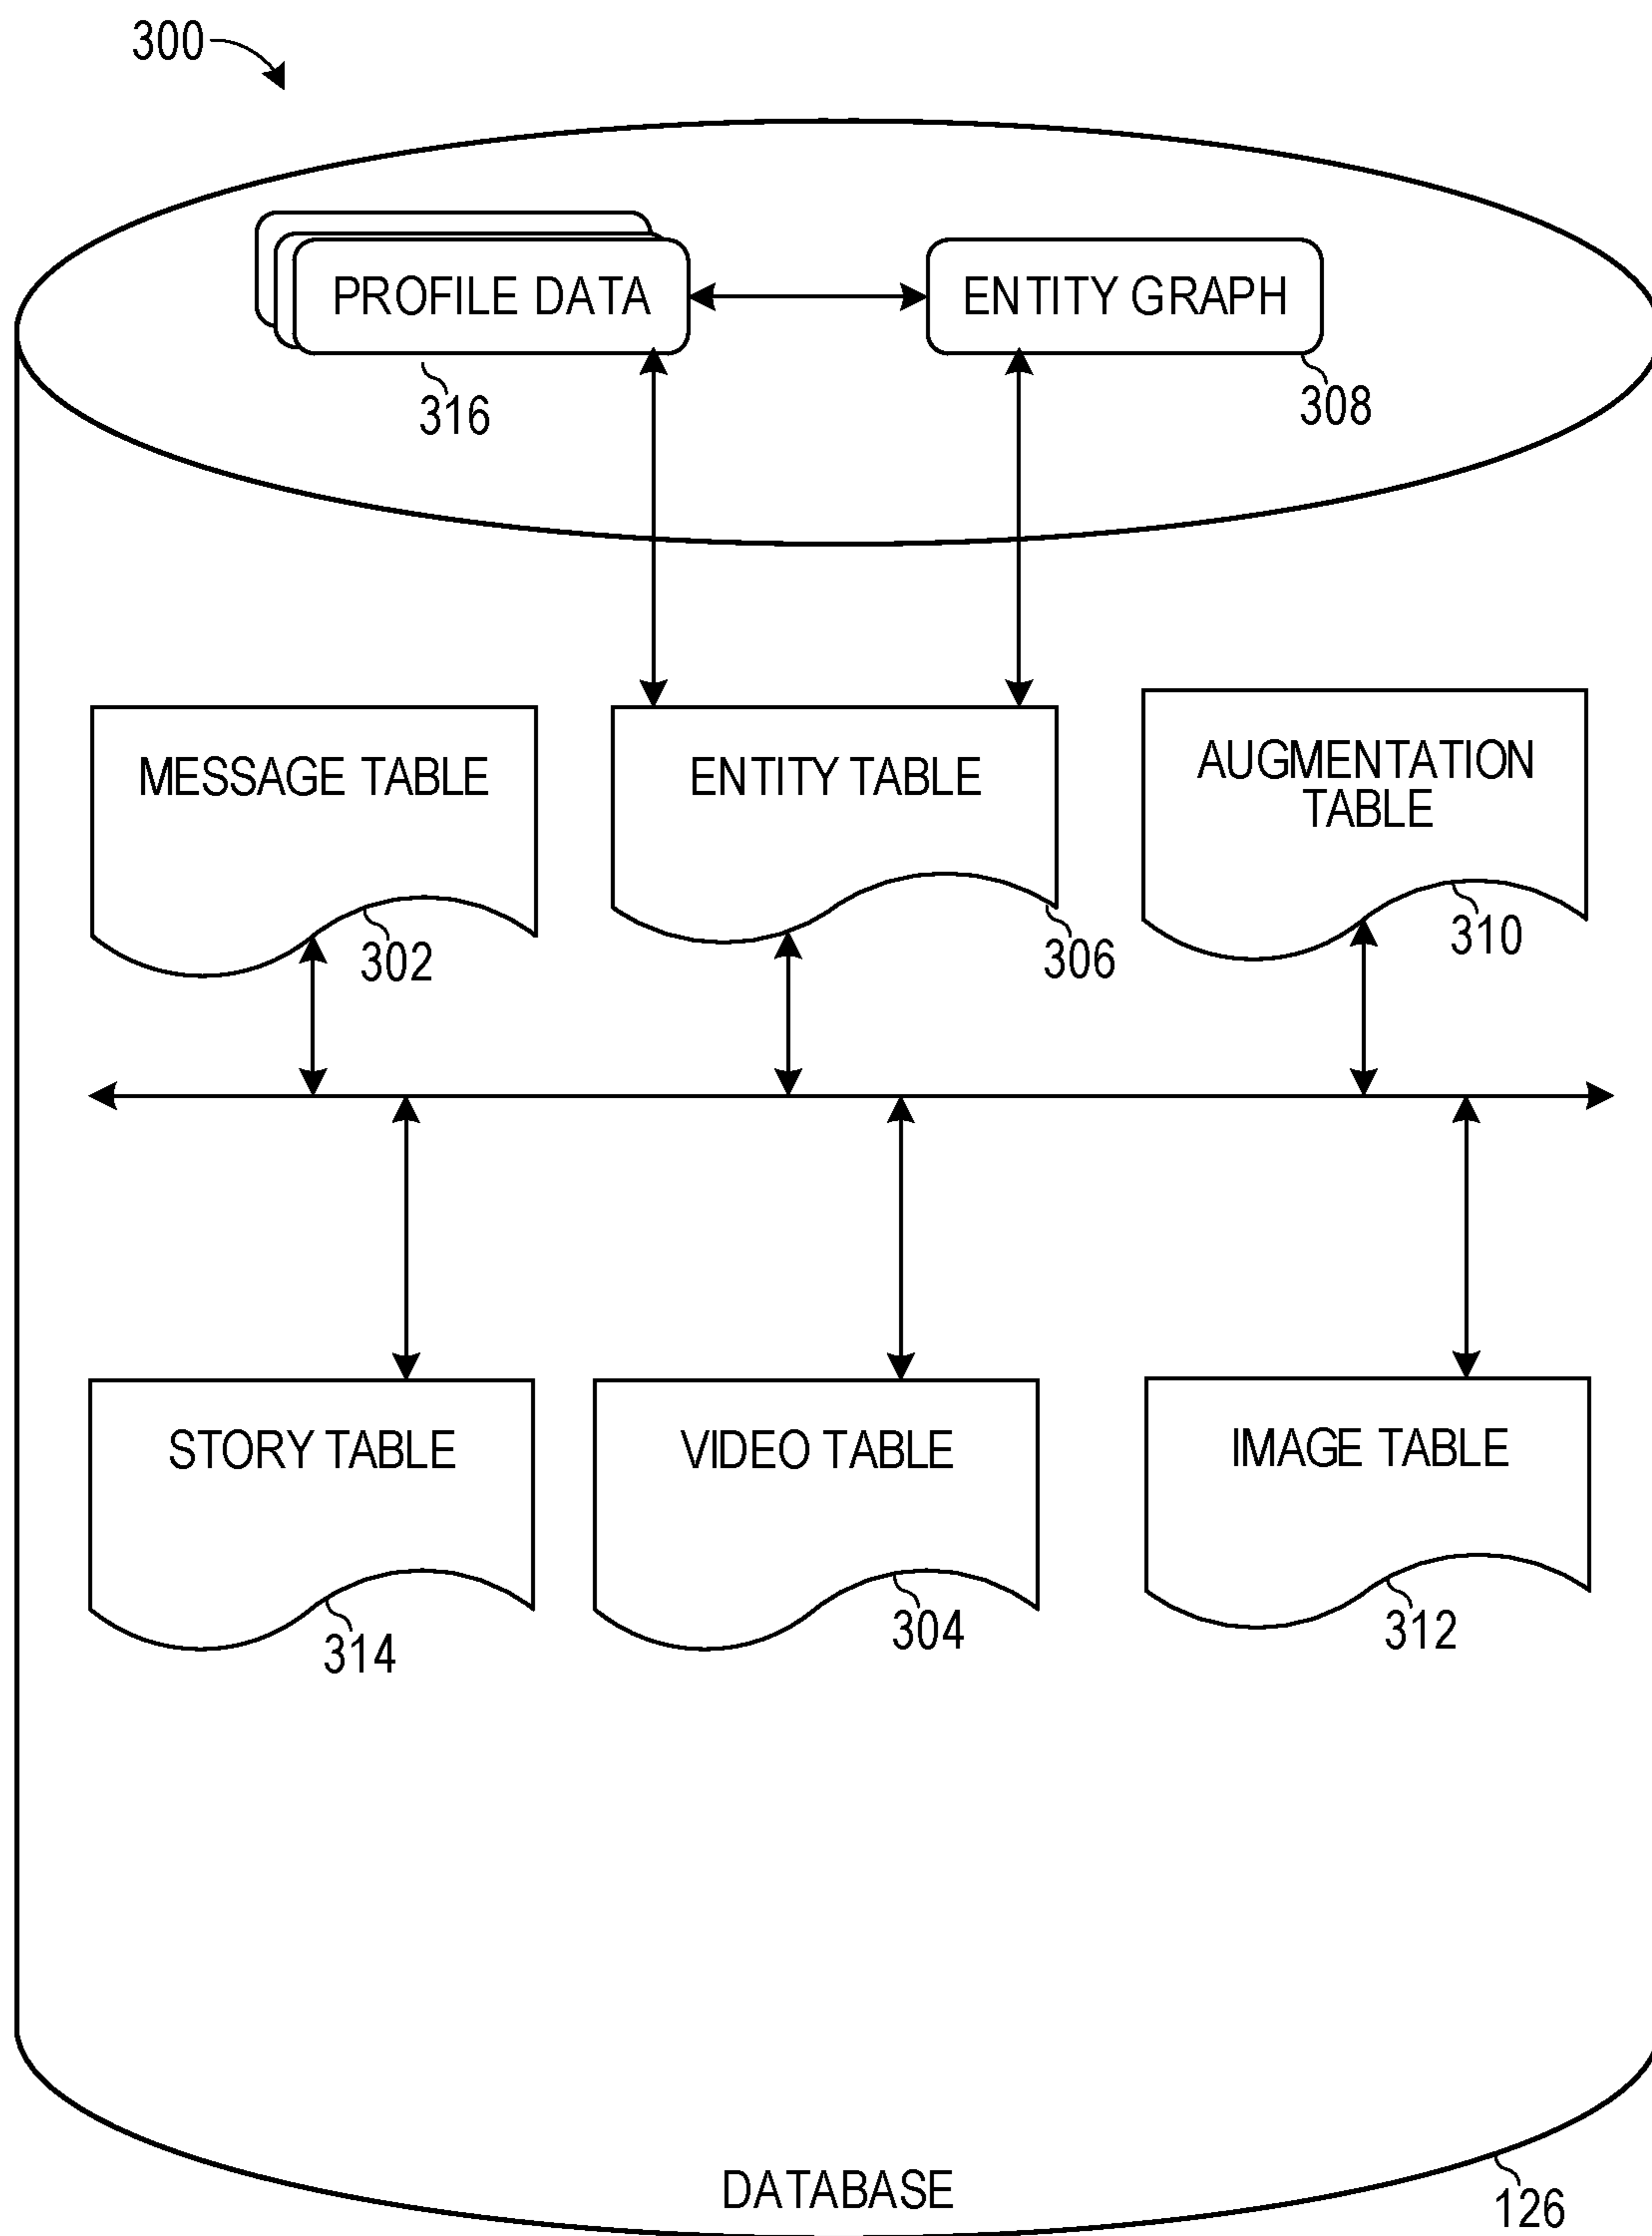 300
PROFILE DATA
ENTITY GRAPH
316
308
MESSAGE TABLE
ENTITY TABLE
AUGMENTATION
TABLE
302
306
310
STORY TABLE
VIDEO TABLE
IMAGE TABLE
314
304
312
DATABASE
126